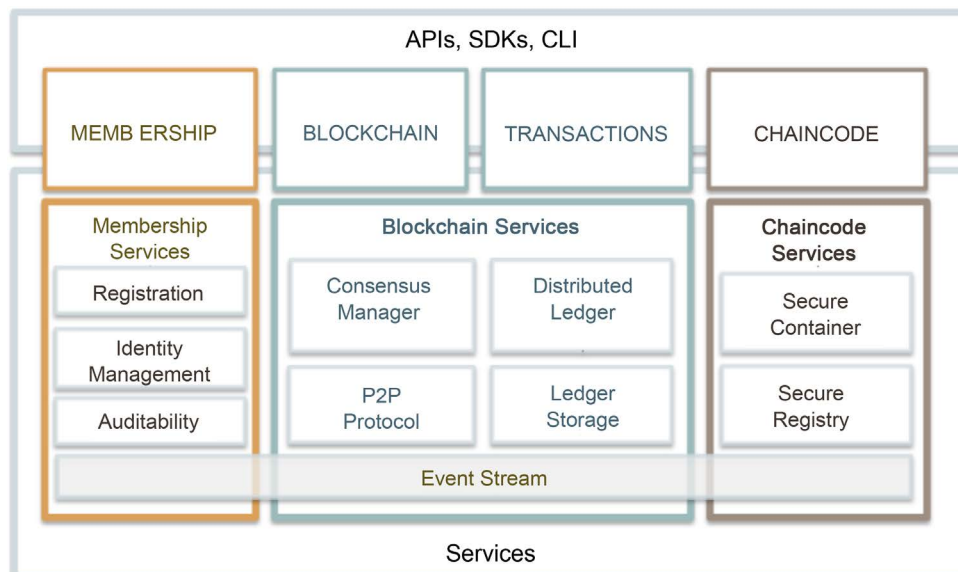 APIs, SDKs, CLI
MEMB ERSHIP
BLOCKCHAIN
TRANSACTIONS
CHAINCODE
Membership
Services
Registration
Identity
Management
Auditability
Blockchain Services
Consensus
Manager
Distributed
Ledger
P2P
Protocol
Ledger
Storage
Chaincode
Services
Secure
Container
Secure
Registry
Event Stream
Services